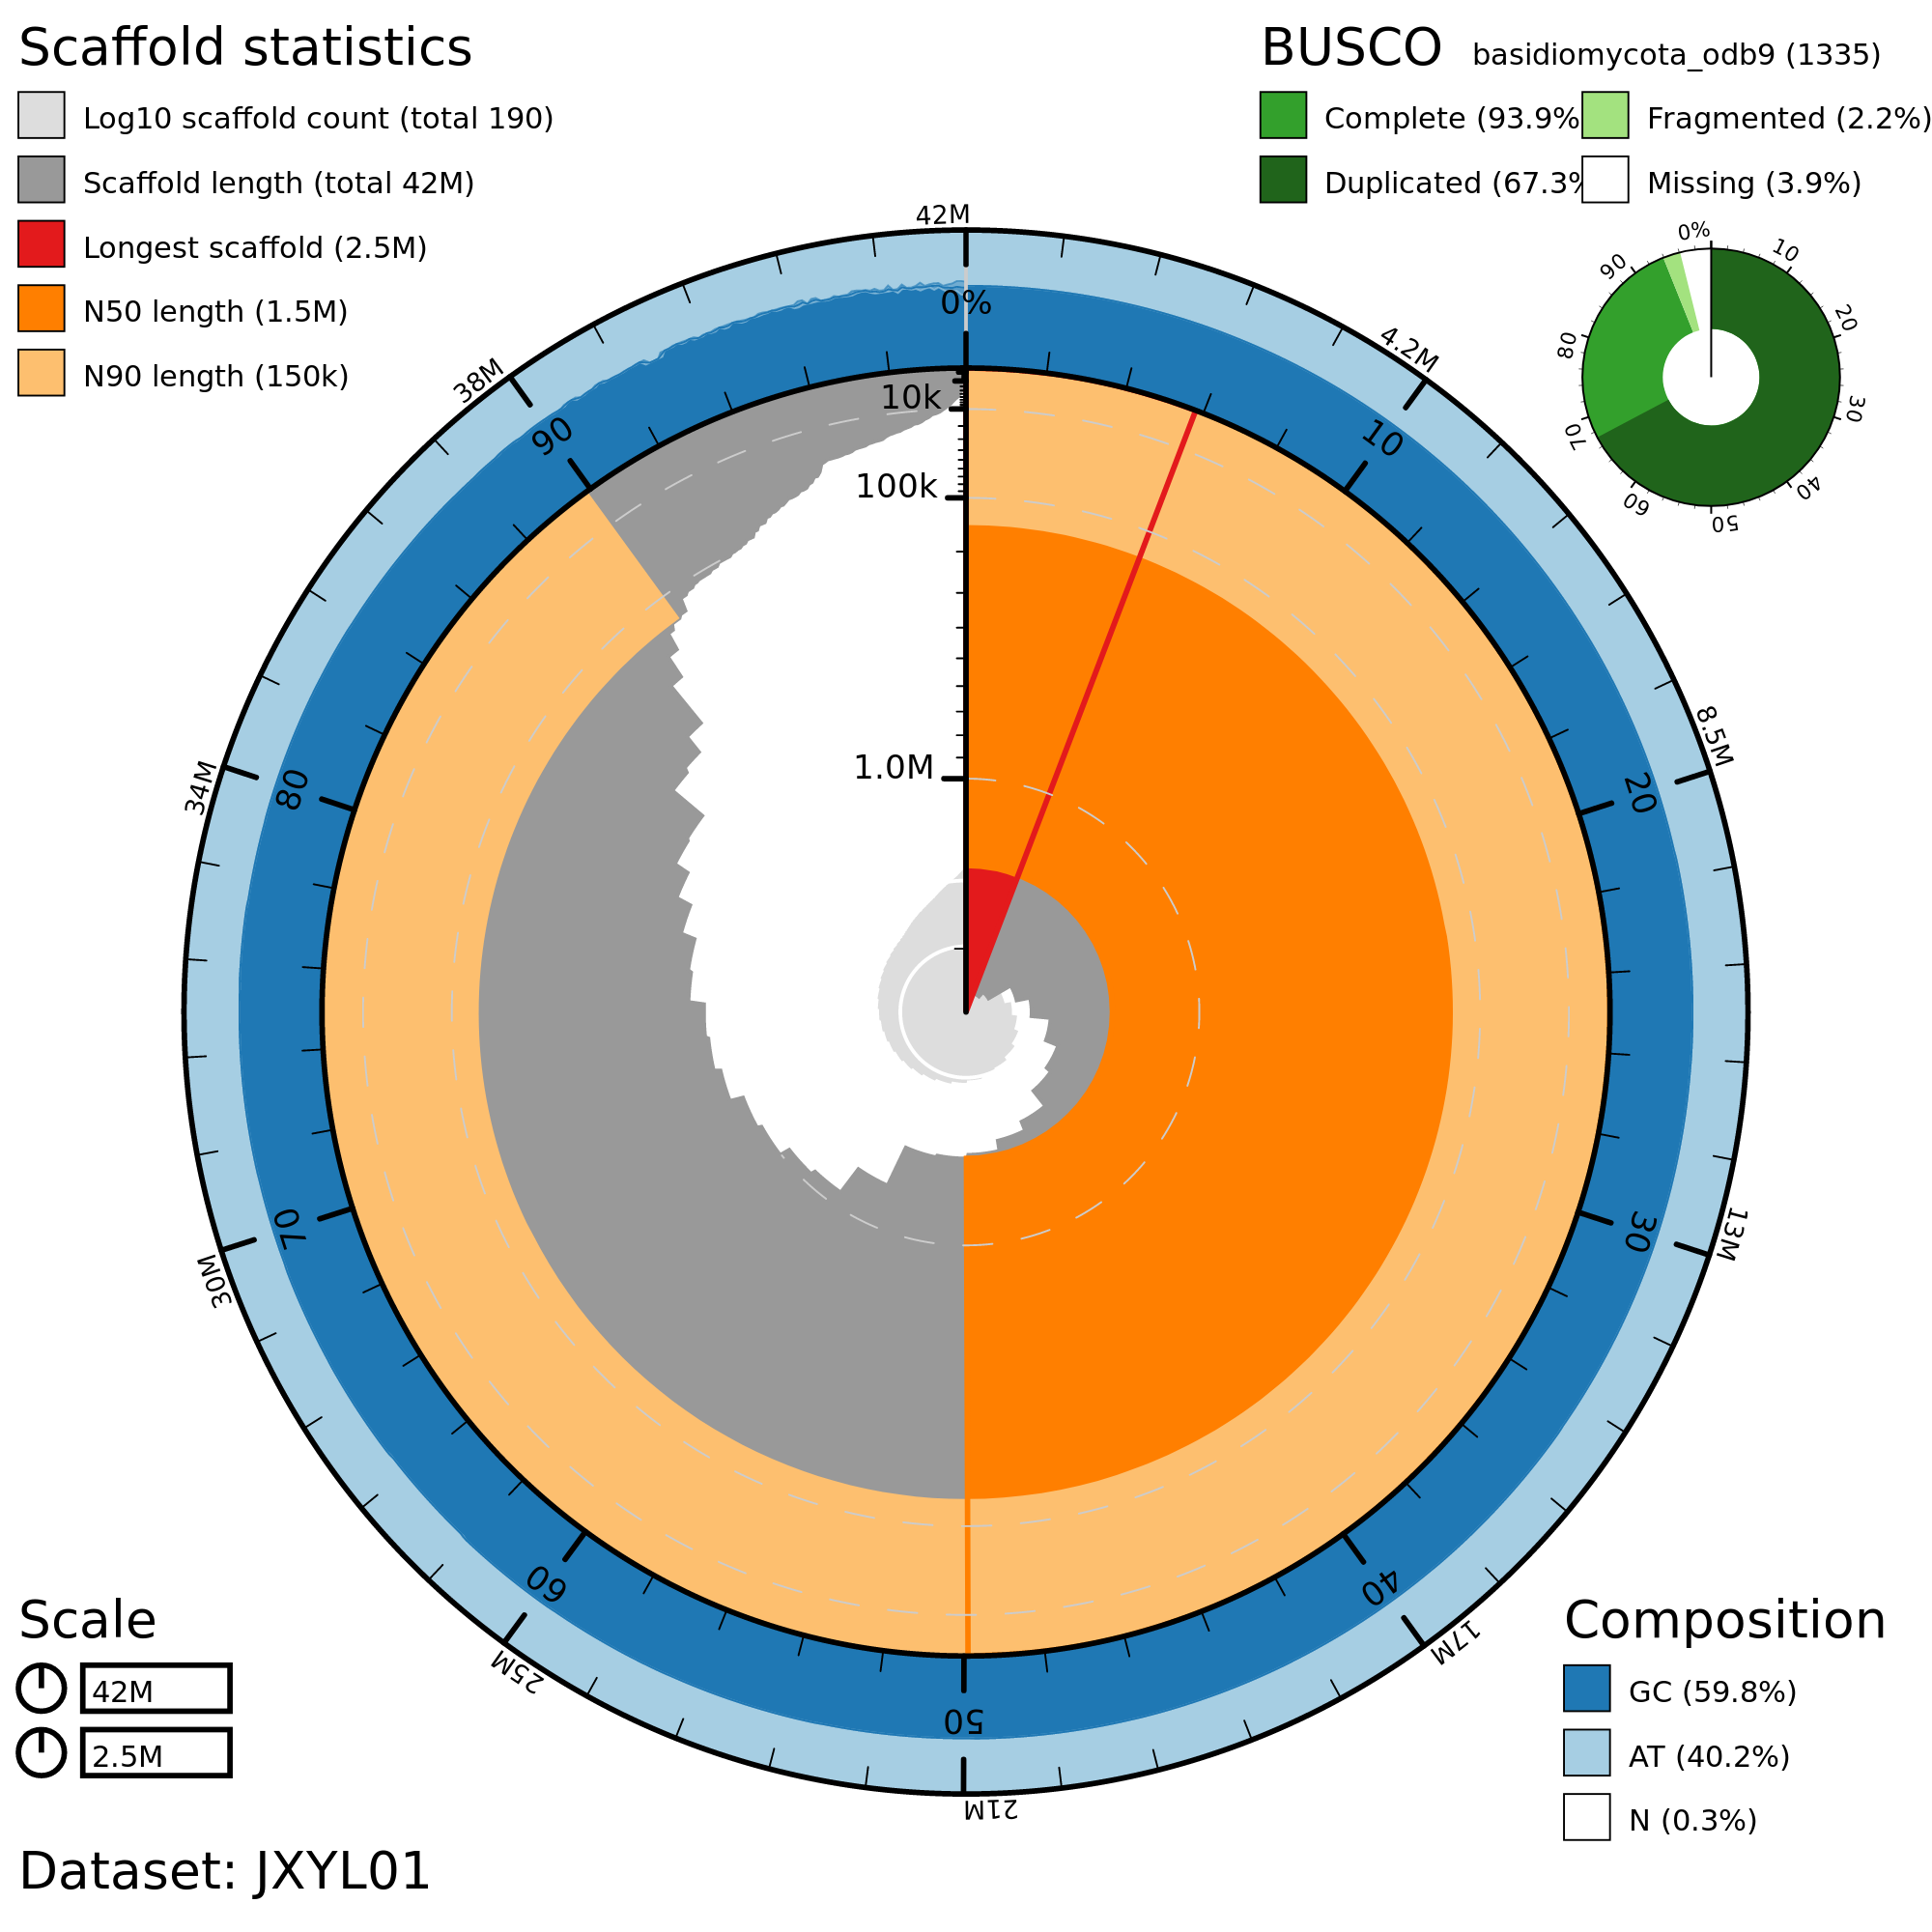 Scaffold statistics
Log10 scaffold count (total 190)
Scaffold length (total 42M)
Longest scaffold (2.5M)
N50 length (1.5M)
N90 length (150k)
BUSCO basidiomycota_odb9 (1335)
Complete (93.9%
Fragmented (2.2%)
Duplicated (67.3%
Missing (3.9%)
0%
10
20
30
40
50
60
70
80
90
42M
4.2M
8.5M
13M
17M
21M
25M
30M
34M
38M
0%
10
20
30
40
50
60
70
80
90
10k
100k
1.0M
Scale
42M
2.5M
Composition
GC (59.8%)
AT (40.2%)
N (0.3%)
Dataset: JXYL01